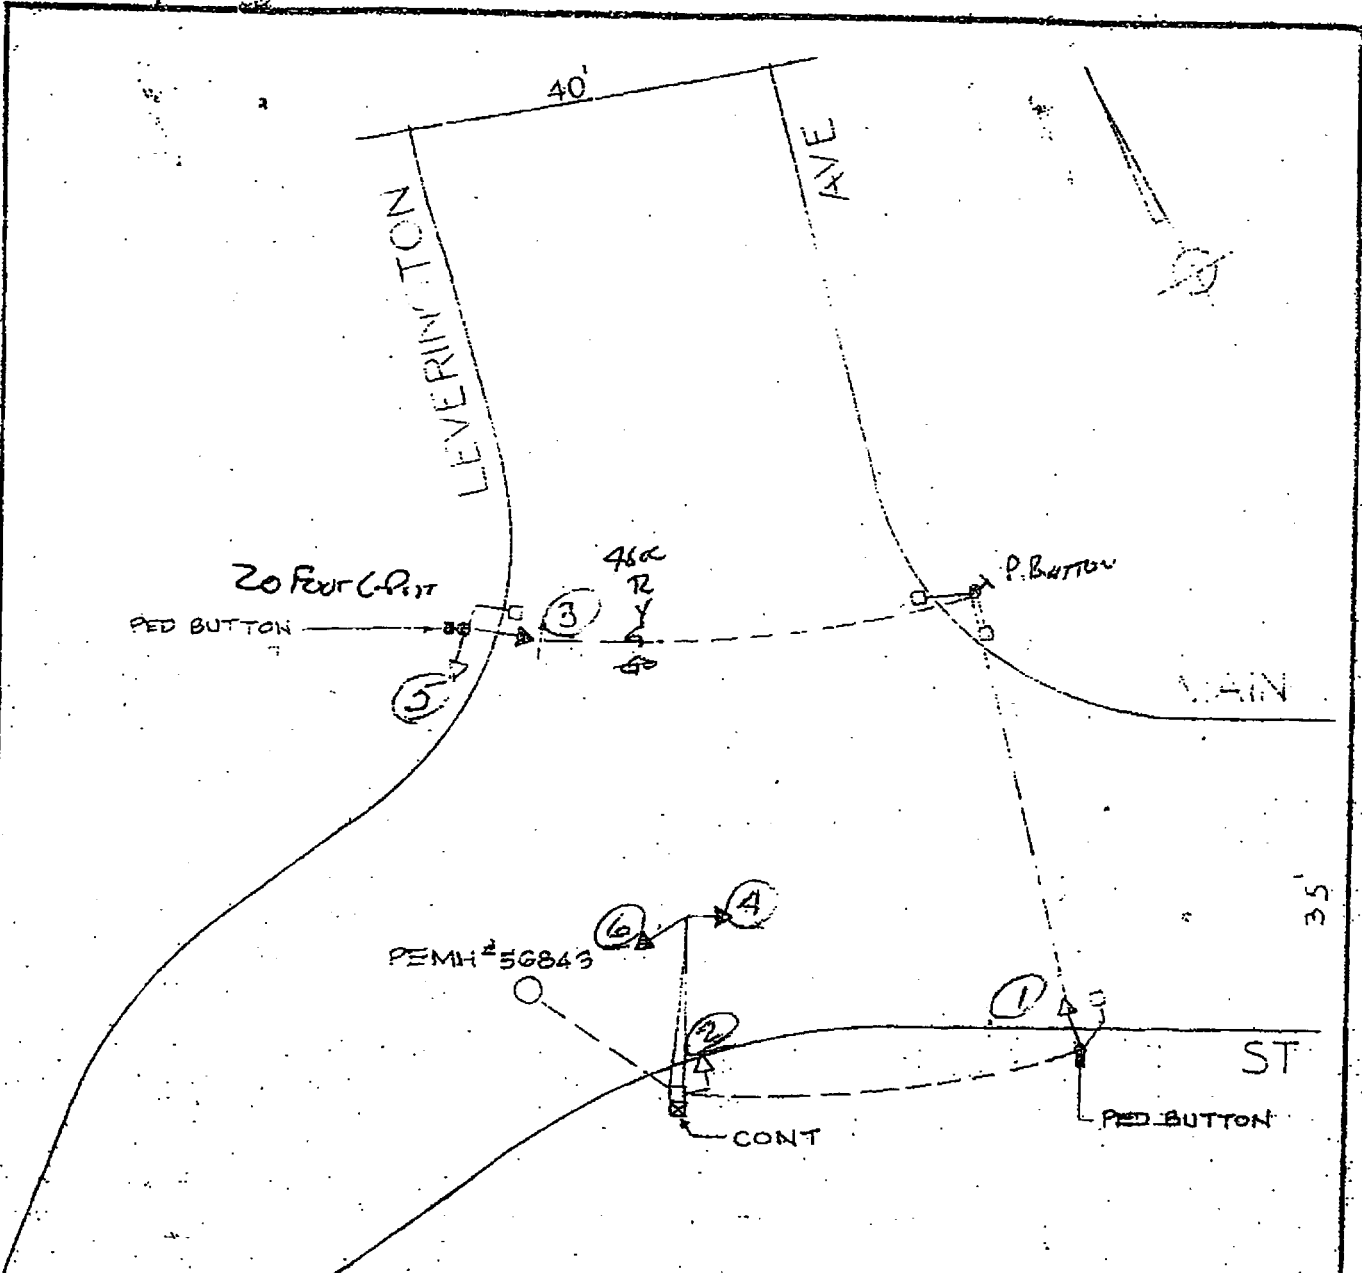 40'
AVE
LEVERINGTON
20 Foot C-Post
PED BUTTON
3
R
Y
G
P. BUTTON
5
MAIN
35'
4
6
PEMH # 56843
1
2
ST
PED BUTTON
CONT